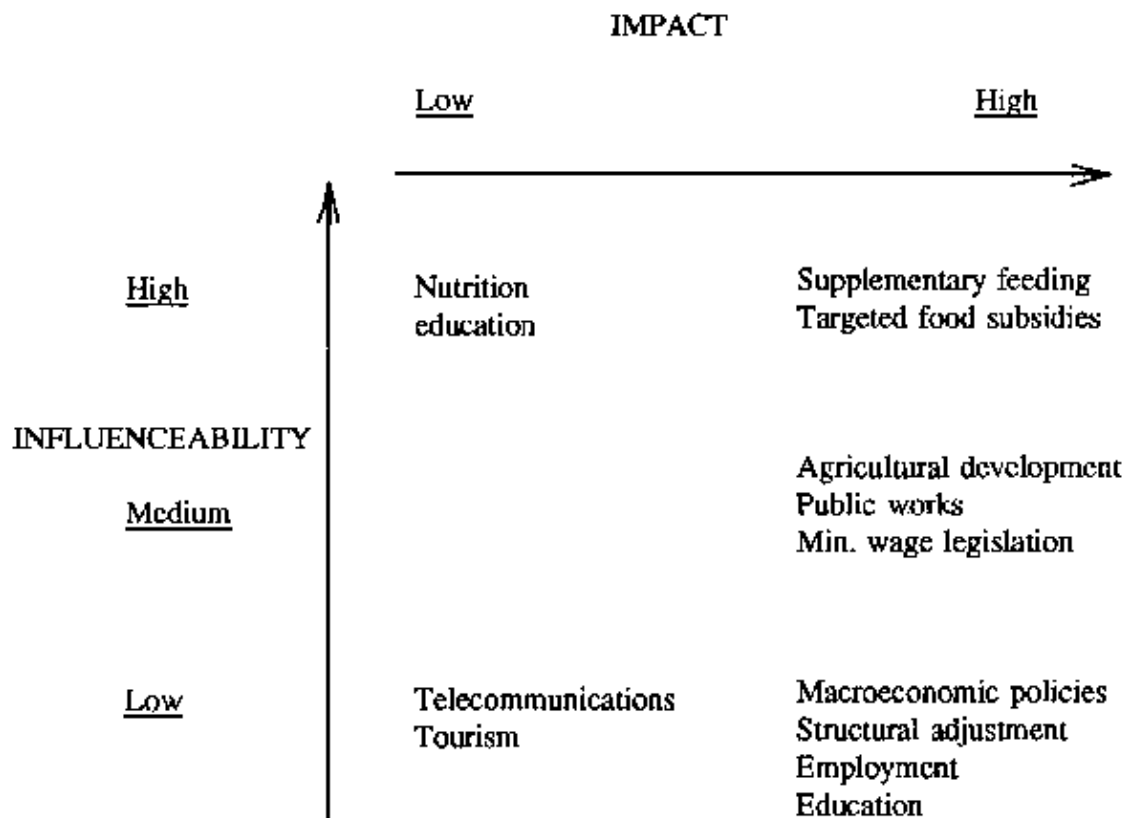 IMPACT
Low High
High
Nutrition
education
Supplementary feeding
Targeted food subsidies
INFLUENCEABILITY
Medium
Agricultural development
Public works
Min. wage legislation
Low
Telecommunications
Tourism
Macroeconomic policies
Structural adjustment
Employment
Education